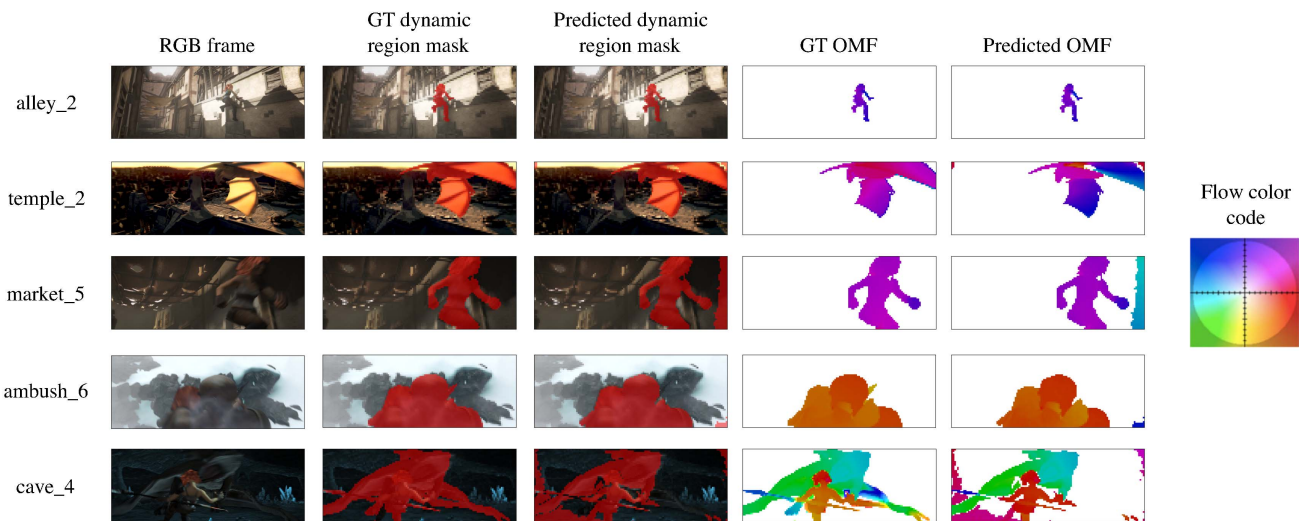 RGB frame
GT dynamic
region mask
Predicted dynamic
region mask
GT OMF
Predicted OMF
alley_2
temple_2
market_5
ambush_6
cave_4
Flow color
code